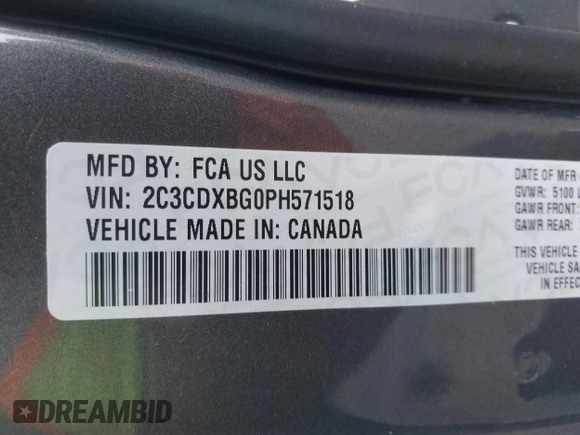 MFD BY: FCA US LLC
VIN: 2C3CDXBG0PH571518
VEHICLE MADE IN: CANADA
DATE OF MFR
GVWR: 5100
GAWR FRONT:
GAWR REAR:
THIS VEHICLE
VEHICLE SA
IN EFFEC
DREAMBID